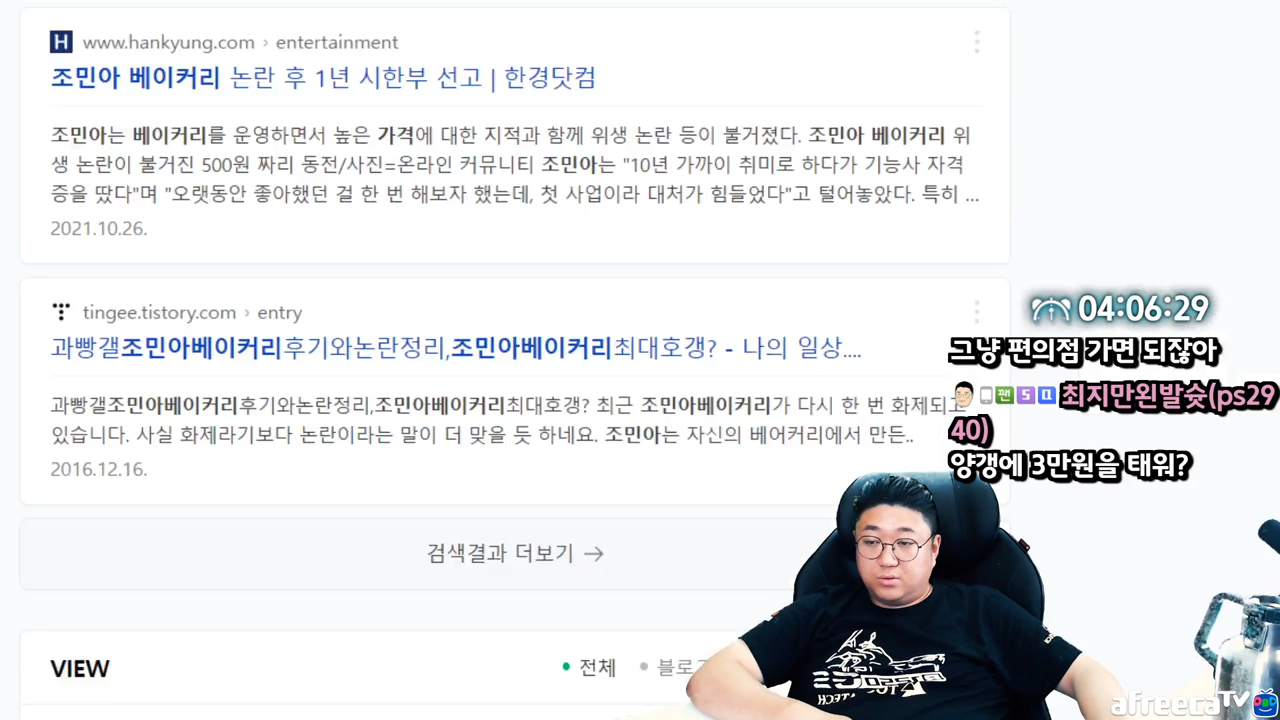 H www.hankyung.com › entertainment
조민아 베이커리 논란 후 1년 시한부 선고 | 한경닷컴
조민아는 베이커리를 운영하면서 높은 가격에 대한 지적과 함께 위생 논란 등이 불거졌다. 조민아 베이커리 위
생 논란이 불거진 500원 짜리 동전/사진=온라인 커뮤니티 조민아는 "10년 가까이 취미로 하다가 기능사 자격
증을 땄다"며 "오랫동안 좋아했던 걸 한 번 해보자 했는데, 첫 사업이라 대처가 힘들었다"고 털어놓았다. 특히 ...
2021.10.26.
tingee.tistory.com › entry
과빵갤조민아베이커리후기와논란정리,조민아베이커리최대호갱? - 나의 일상....
과빵갤조민아베이커리후기와논란정리,조민아베이커리최대호갱? 최근 조민아베이커리가 다시 한 번 화제되고
있습니다. 사실 화제라기보다 논란이라는 말이 더 맞을 듯 하네요. 조민아는 자신의 베어커리에서 만든..
2016.12.16.
검색결과 더보기 →
VIEW
전체
블로
04:06:29
그냥 편의점 가면 되잖아
팬 5 최지만왼발슛(ps29
40)
양갱에 3만원을 태워?
afreecaTV